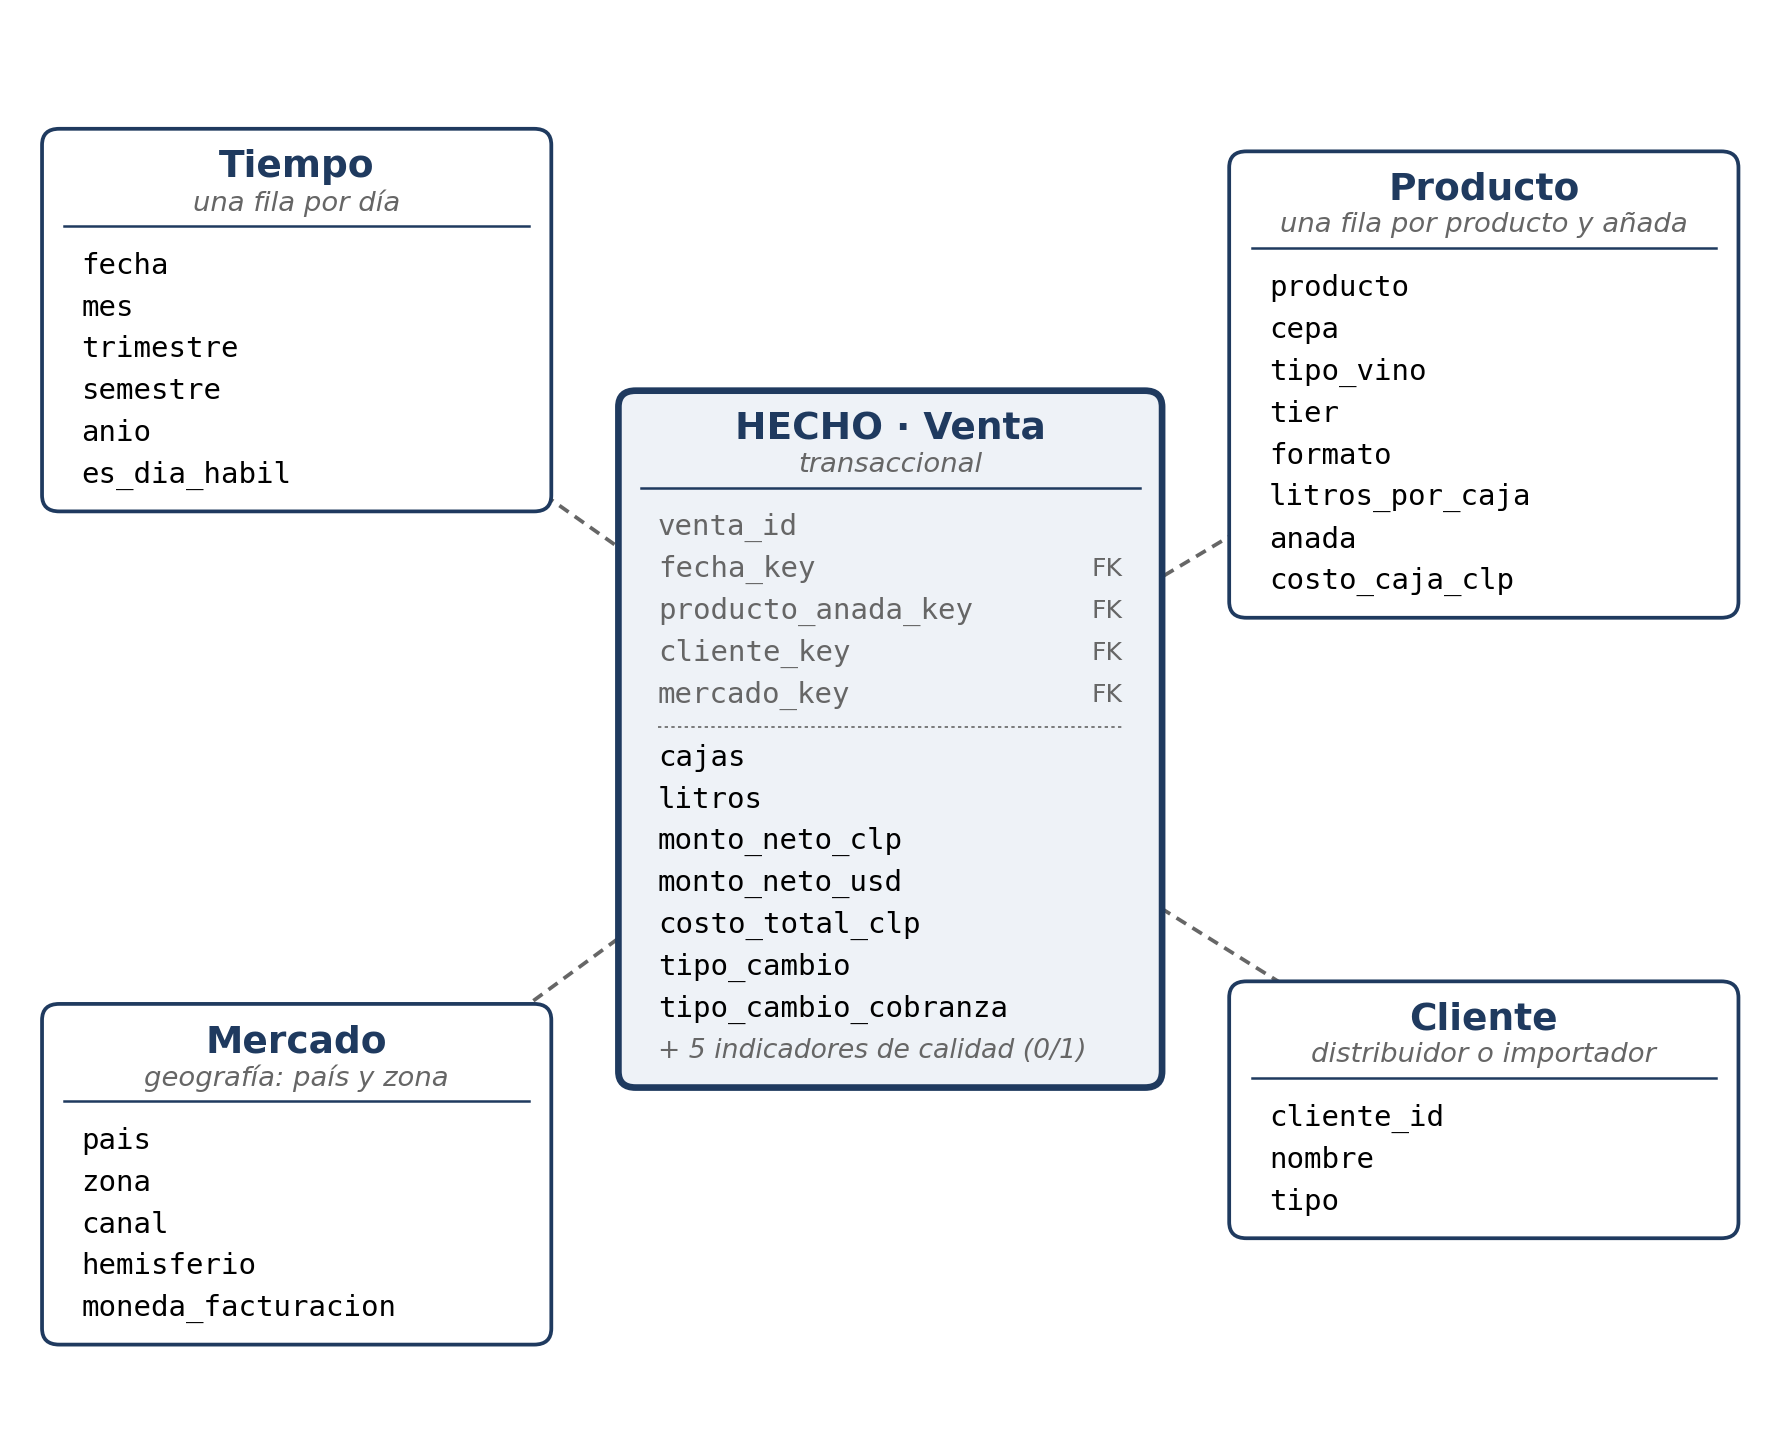 Tiempo
una fila por día
fecha
mes
trimestre
semestre
anio
es_dia_habil
Producto
una fila por producto y añada
producto
cepa
tipo_vino
tier
formato
litros_por_caja
anada
costo_caja_clp
HECHO · Venta
transaccional
venta_id
fecha_key FK
producto_anada_key FK
cliente_key FK
mercado_key FK
cajas
litros
monto_neto_clp
monto_neto_usd
costo_total_clp
tipo_cambio
tipo_cambio_cobranza
+ 5 indicadores de calidad (0/1)
Mercado
geografía: país y zona
pais
zona
canal
hemisferio
moneda_facturacion
Cliente
distribuidor o importador
cliente_id
nombre
tipo